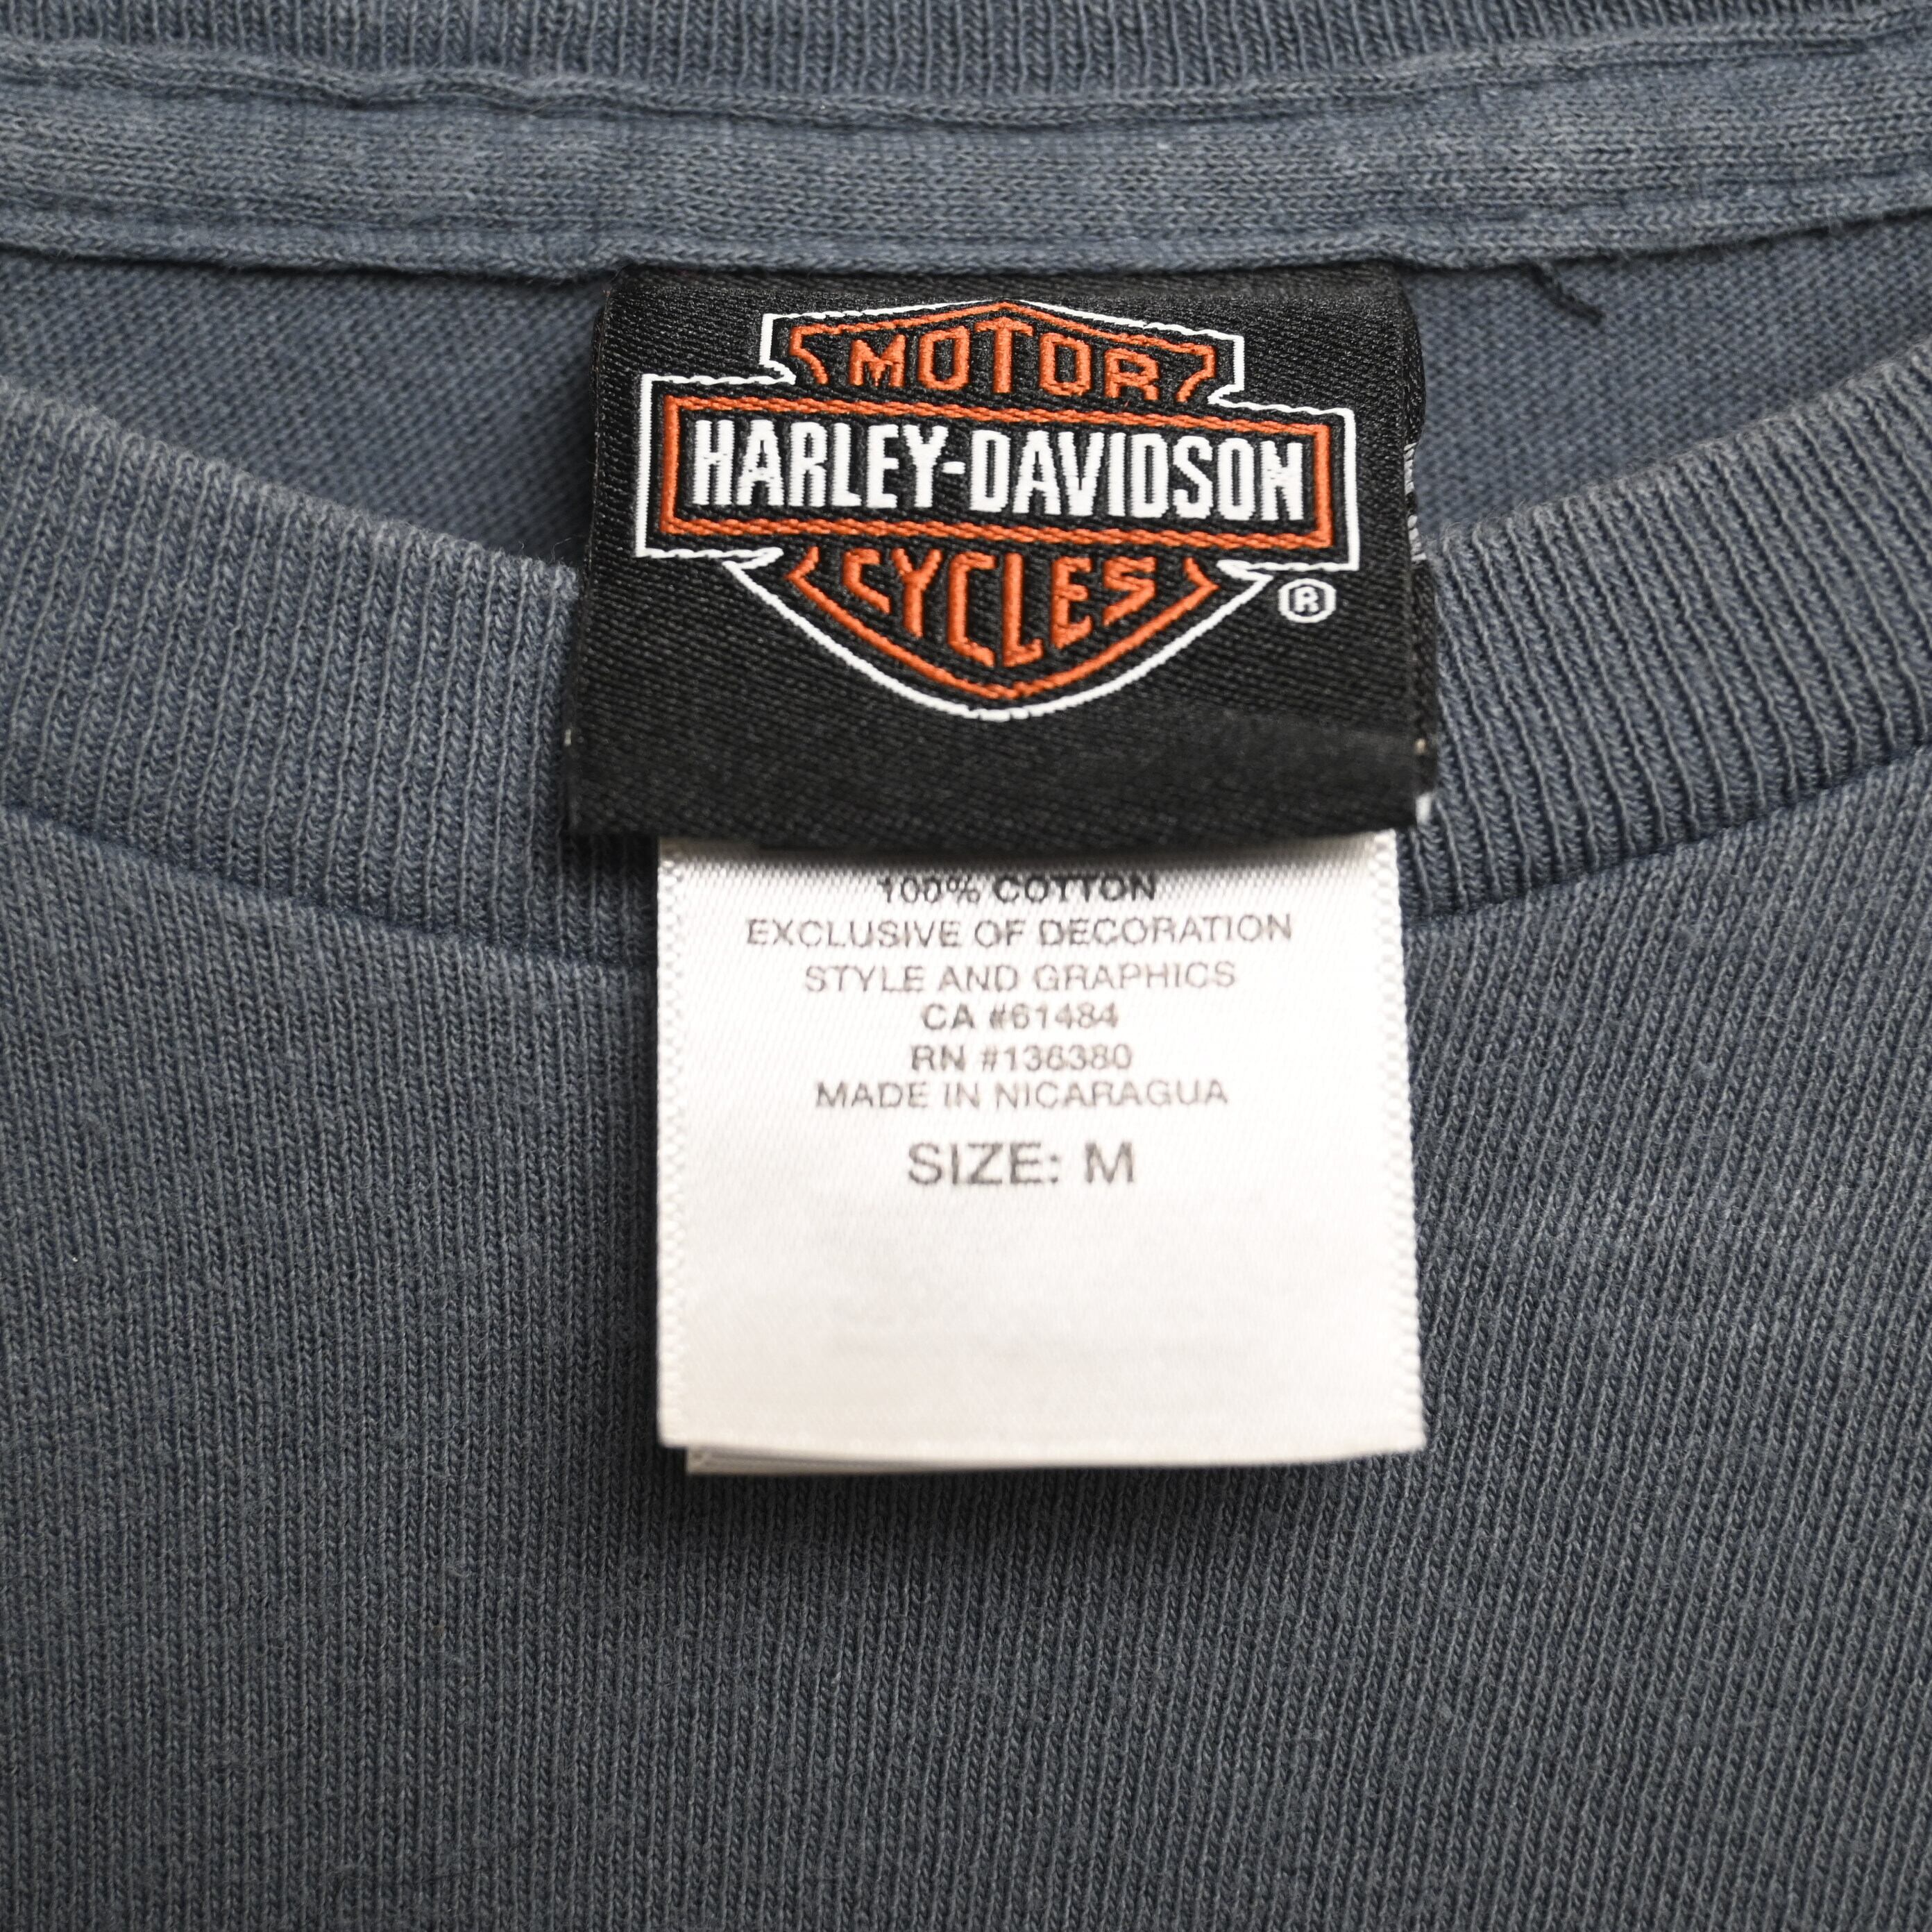 MOTOR
HARLEY-DAVIDSON
CYCLES
®
100% COTTON
EXCLUSIVE OF DECORATION
STYLE AND GRAPHICS
CA #61484
RN #136380
MADE IN NICARAGUA
SIZE: M